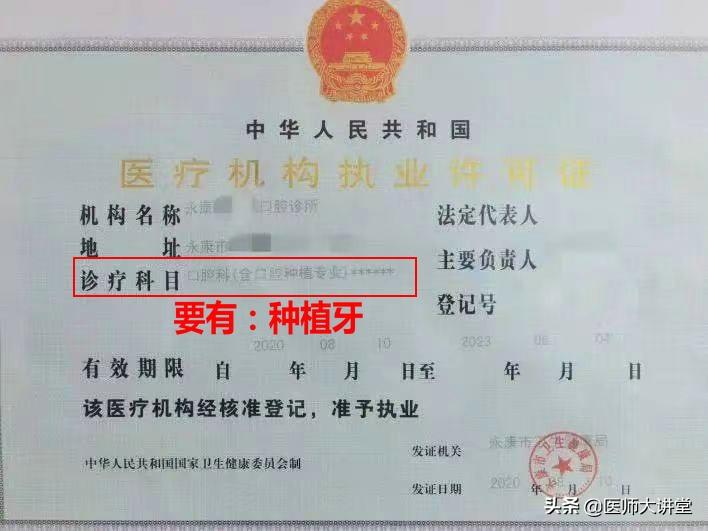 中华人民共和国
医疗机构执业许可证
机构名称 永康 口腔诊所 法定代表人
地 址 永康市 主要负责人
诊疗科目 口腔科(含口腔种植专业)****** 登记号
要有：种植牙
有效期限 自 2020 年 08 月 10 日至 2023 年 月 04 日
该医疗机构经核准登记，准予执业
中华人民共和国国家卫生健康委员会制
发证机关 永康市 局
发证日期 2020 年 08 月 10 日
头条 @医师大讲堂